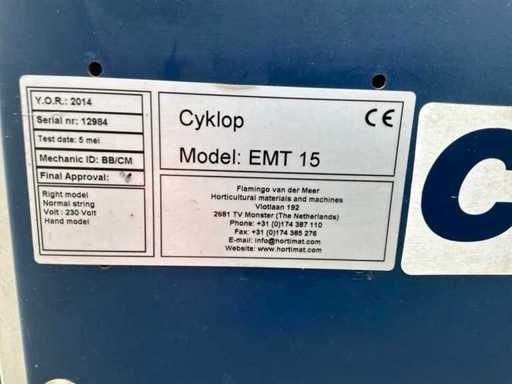 Y.O.R.: 2014
Serial nr: 12984
Test date: 5 mei
Mechanic ID: BB/CM
Final Approval:
Right model
Normal string
Volt : 230 Volt
Hand model
Cyklop CE
Model: EMT 15
Flamingo van der Meer
Horticultural materials and machines
Vlotlaan 192
2681 TV Monster (The Netherlands)
Phone: +31 (0)174 387 110
Fax: +31 (0)174 385 276
E-mail: info@hortimat.com
Website: www.hortimat.com
C